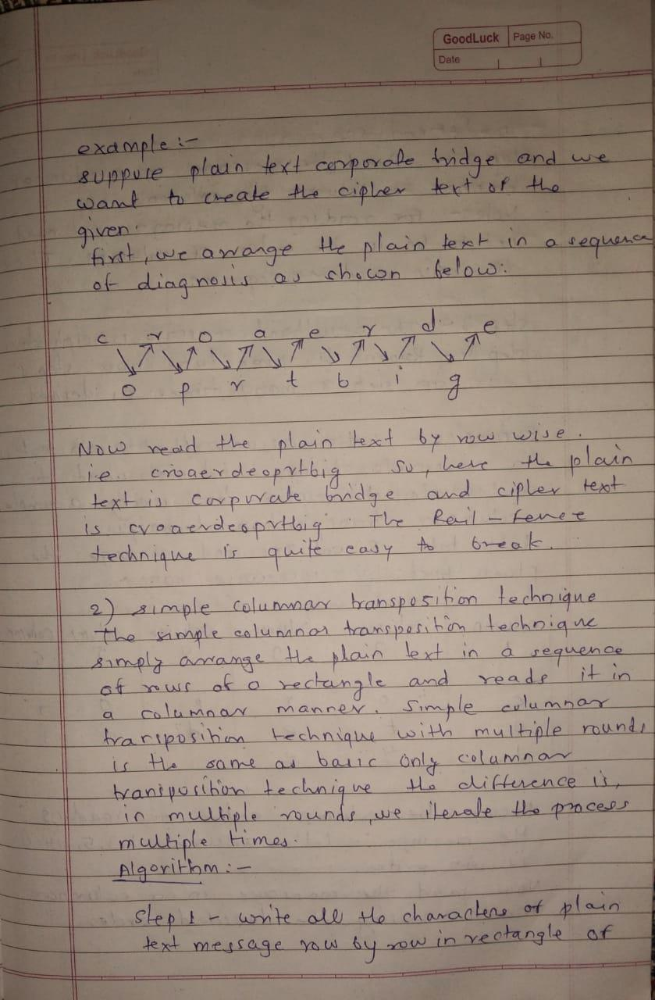 GoodLuck Page No.
Date
example :-
suppose plain text corporate bridge and we
want to create the cipher text of the
given.
first, we arrange the plain text in a sequence
of diagnosis as shown below:
c r o a e r d e
o p r t b i g
Now read the plain text by row wise.
i.e. croaerdeoprtbig so, here the plain
text is corporate bridge and cipher text
is croaerdeoprtbig. The Rail-fence
technique is quite easy to break.
2) simple columnar transposition technique
the simple columnar transposition technique
simply arrange the plain text in a sequence
of rows of a rectangle and reads it in
a columnar manner. Simple columnar
transposition technique with multiple rounds
is the same as basic only columnar
transposition technique the difference is,
in multiple rounds, we iterate the process
multiple times.
Algorithm :-
step 1 - write all the characters of plain
text message row by row in rectangle of